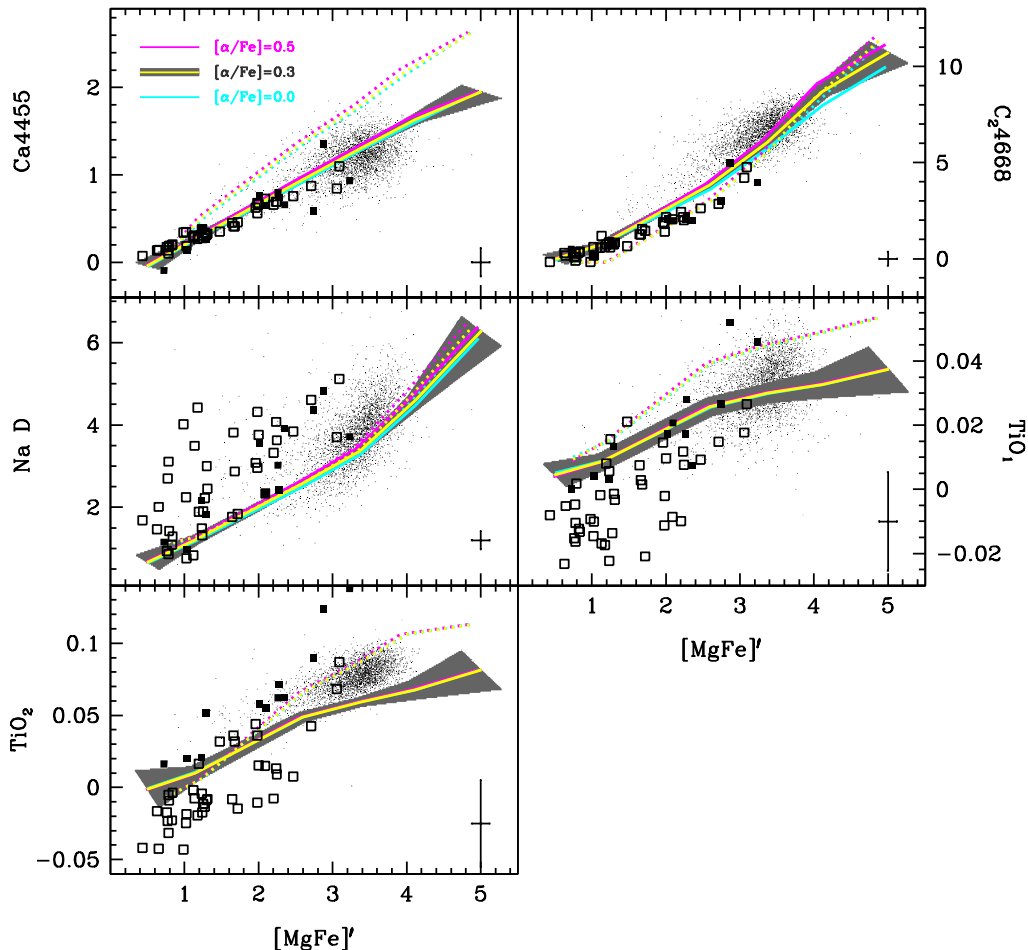 [α/Fe]=0.5
[α/Fe]=0.3
[α/Fe]=0.0
Ca4455
2
1
0
C₂4668
10
5
0
Na D
6
4
2
TiO₁
0.04
0.02
0
−0.02
1 2 3 4 5
[MgFe]′
TiO₂
0.1
0.05
0
−0.05
1 2 3 4 5
[MgFe]′